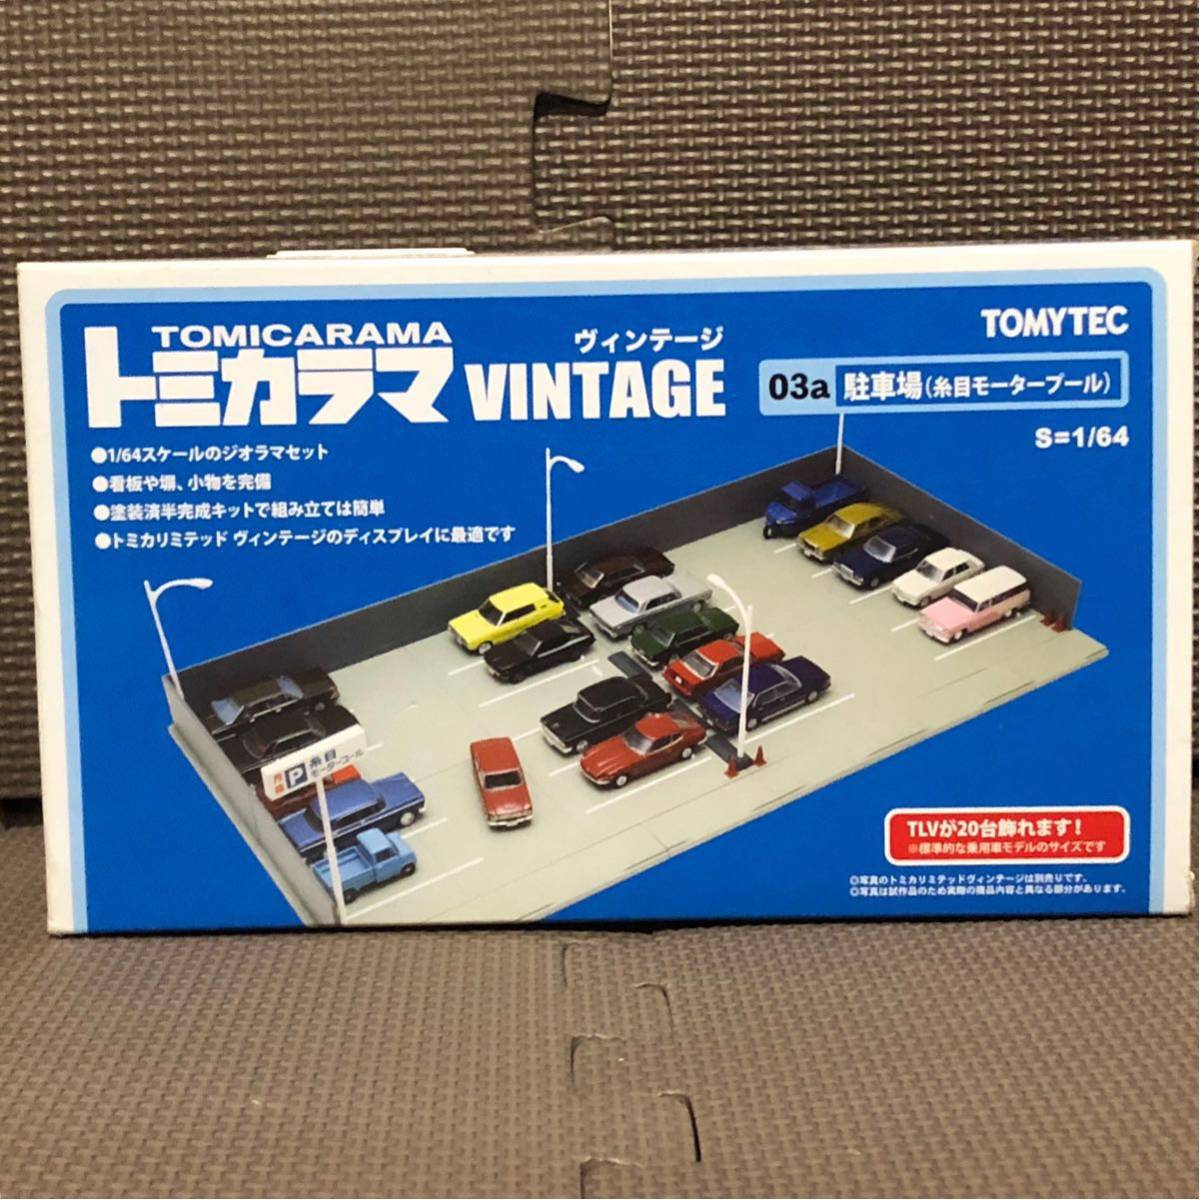 TOMICARAMA
トミカラマ
ヴィンテージ
VINTAGE
TOMYTEC
03a 駐車場(糸目モータープール)
S=1/64
●1/64スケールのジオラマセット
●看板や塀、小物を完備
●塗装済半完成キットで組み立ては簡単
●トミカリミテッド ヴィンテージのディスプレイに最適です
月極 P 糸目
モータープール
TLVが20台飾れます!
※標準的な乗用車モデルのサイズです
◎写真のトミカリミテッドヴィンテージは別売りです。
◎写真は試作品のため実際の商品内容と異なる部分があります。